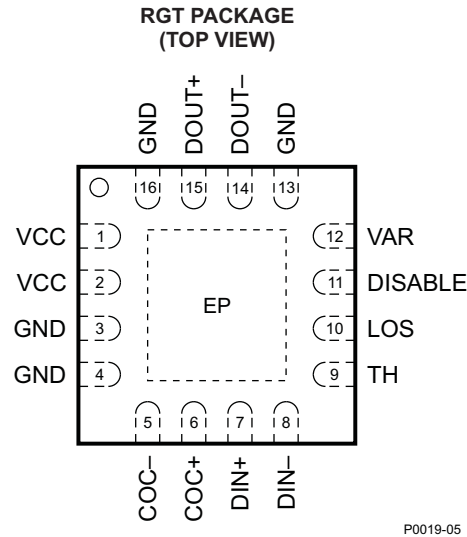 RGT PACKAGE
(TOP VIEW)
GND
DOUT+
DOUT–
GND
16
15
14
13
VCC 1
12 VAR
VCC 2
11 DISABLE
GND 3
EP
10 LOS
GND 4
9 TH
5
6
7
8
COC–
COC+
DIN+
DIN–
P0019-05